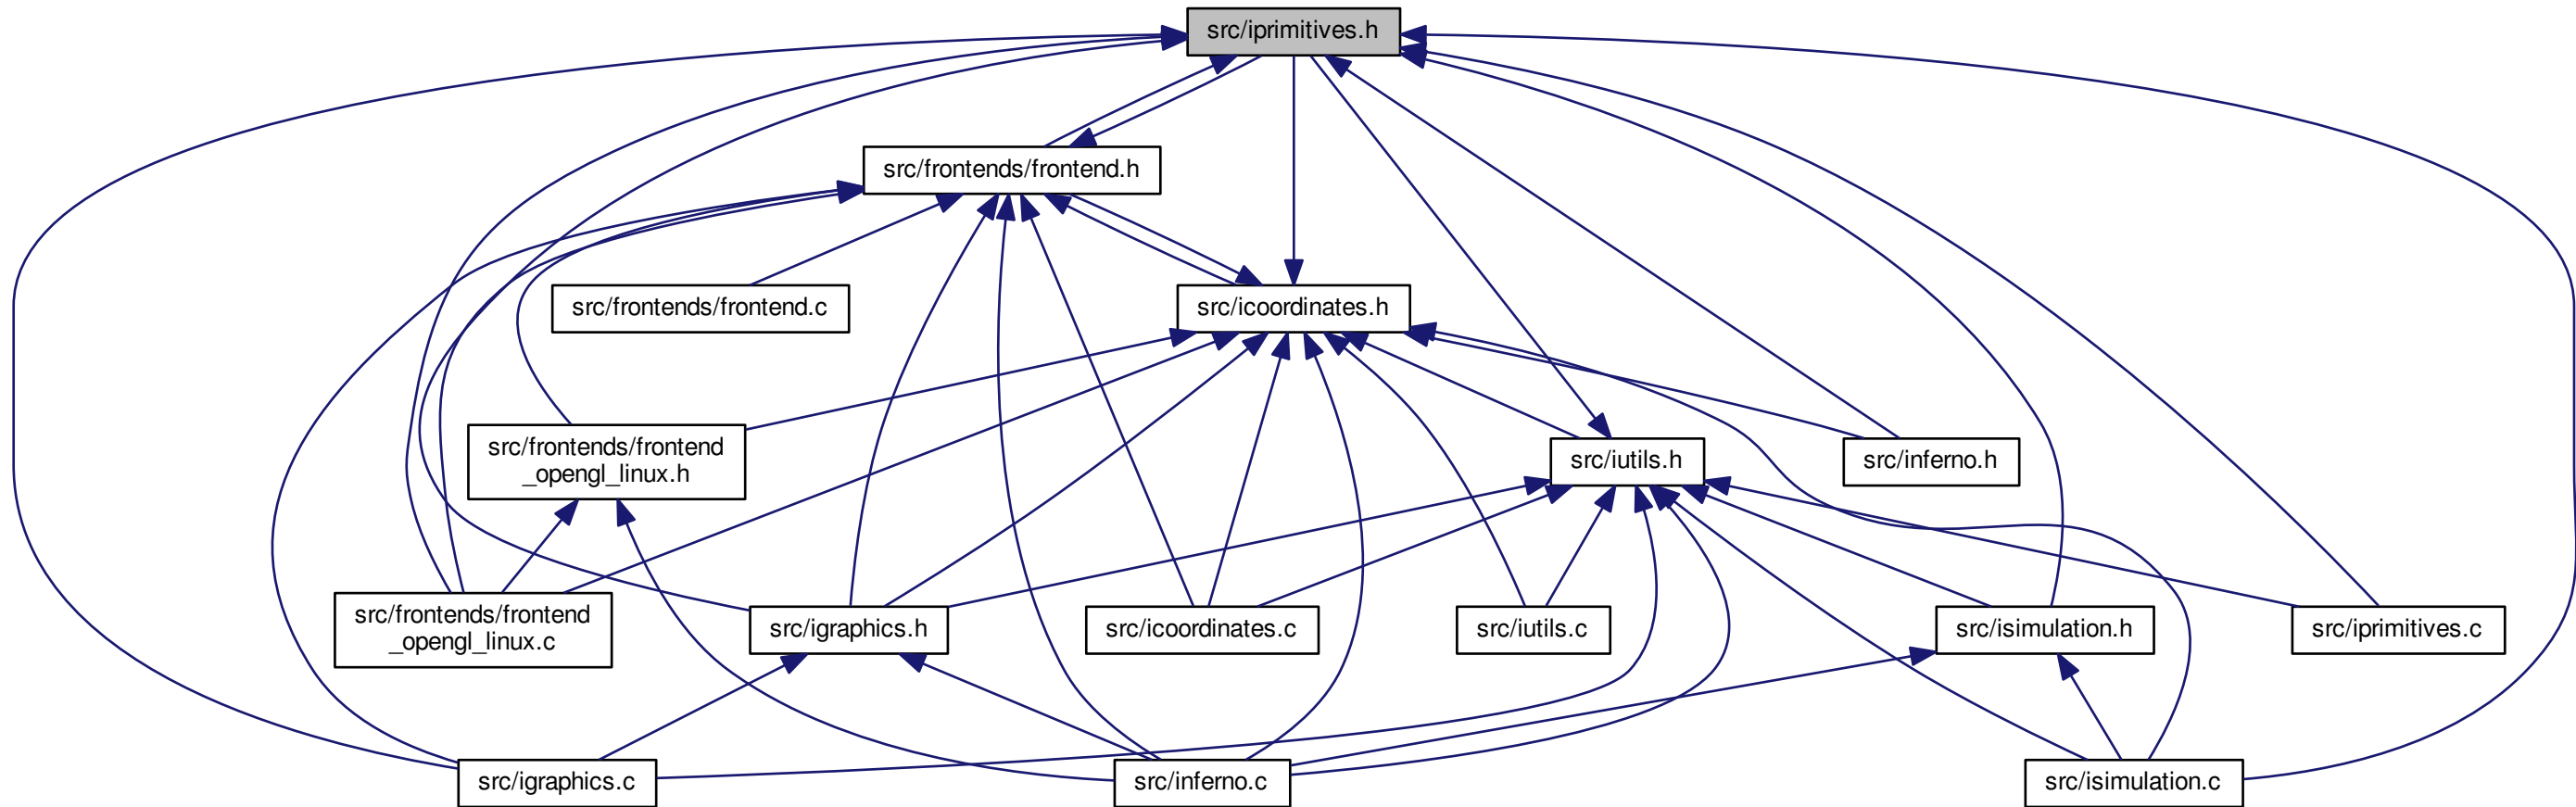 src/iprimitives.h
src/frontends/frontend.h
src/frontends/frontend.c
src/icoordinates.h
src/frontends/frontend
_opengl_linux.h
src/iutils.h
src/inferno.h
src/frontends/frontend
_opengl_linux.c
src/igraphics.h
src/icoordinates.c
src/iutils.c
src/isimulation.h
src/iprimitives.c
src/igraphics.c
src/inferno.c
src/isimulation.c